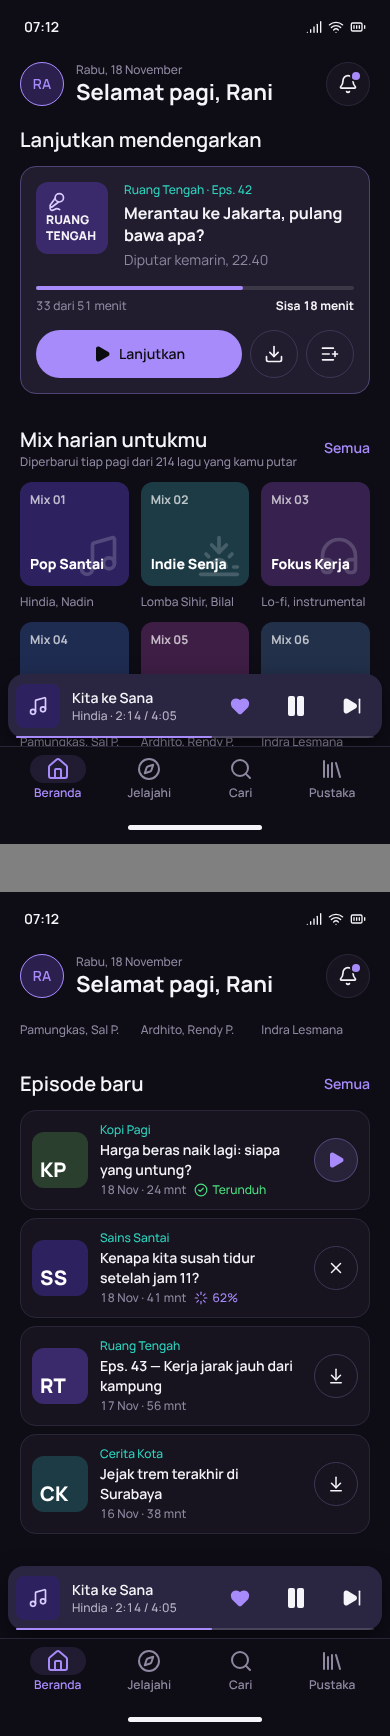 07:12
RA
Rabu, 18 November
Selamat pagi, Rani
Lanjutkan mendengarkan
RUANG
TENGAH
Ruang Tengah · Eps. 42
Merantau ke Jakarta, pulang
bawa apa?
Diputar kemarin, 22.40
33 dari 51 menit
Sisa 18 menit
Lanjutkan
Mix harian untukmu
Diperbarui tiap pagi dari 214 lagu yang kamu putar
Semua
Mix 01
Pop Santai
Hindia, Nadin
Mix 02
Indie Senja
Lomba Sihir, Bilal
Mix 03
Fokus Kerja
Lo-fi, instrumental
Mix 04
Mix 05
Mix 06
Kita ke Sana
Hindia · 2:14 / 4:05
Pamungkas, Sal P.
Ardhito, Rendy P.
Indra Lesmana
Beranda
Jelajahi
Cari
Pustaka
07:12
RA
Rabu, 18 November
Selamat pagi, Rani
Pamungkas, Sal P.
Ardhito, Rendy P.
Indra Lesmana
Episode baru
Semua
KP
Kopi Pagi
Harga beras naik lagi: siapa
yang untung?
18 Nov · 24 mnt
Terunduh
SS
Sains Santai
Kenapa kita susah tidur
setelah jam 11?
18 Nov · 41 mnt
62%
RT
Ruang Tengah
Eps. 43 — Kerja jarak jauh dari
kampung
17 Nov · 56 mnt
CK
Cerita Kota
Jejak trem terakhir di
Surabaya
16 Nov · 38 mnt
Kita ke Sana
Hindia · 2:14 / 4:05
Beranda
Jelajahi
Cari
Pustaka